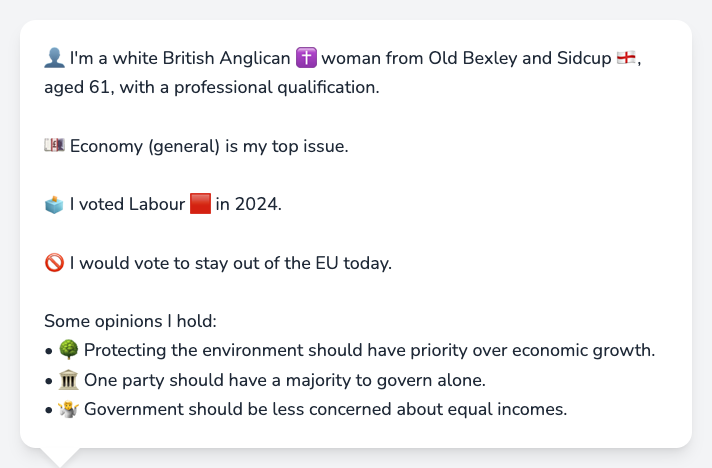 👤 I'm a white British Anglican ✝️ woman from Old Bexley and Sidcup 🏴󠁧󠁢󠁥󠁮󠁧󠁿,
aged 61, with a professional qualification.
💷 Economy (general) is my top issue.
🗳️ I voted Labour 🟥 in 2024.
🚫 I would vote to stay out of the EU today.
Some opinions I hold:
• 🌳 Protecting the environment should have priority over economic growth.
• 🏛️ One party should have a majority to govern alone.
• 🤷 Government should be less concerned about equal incomes.